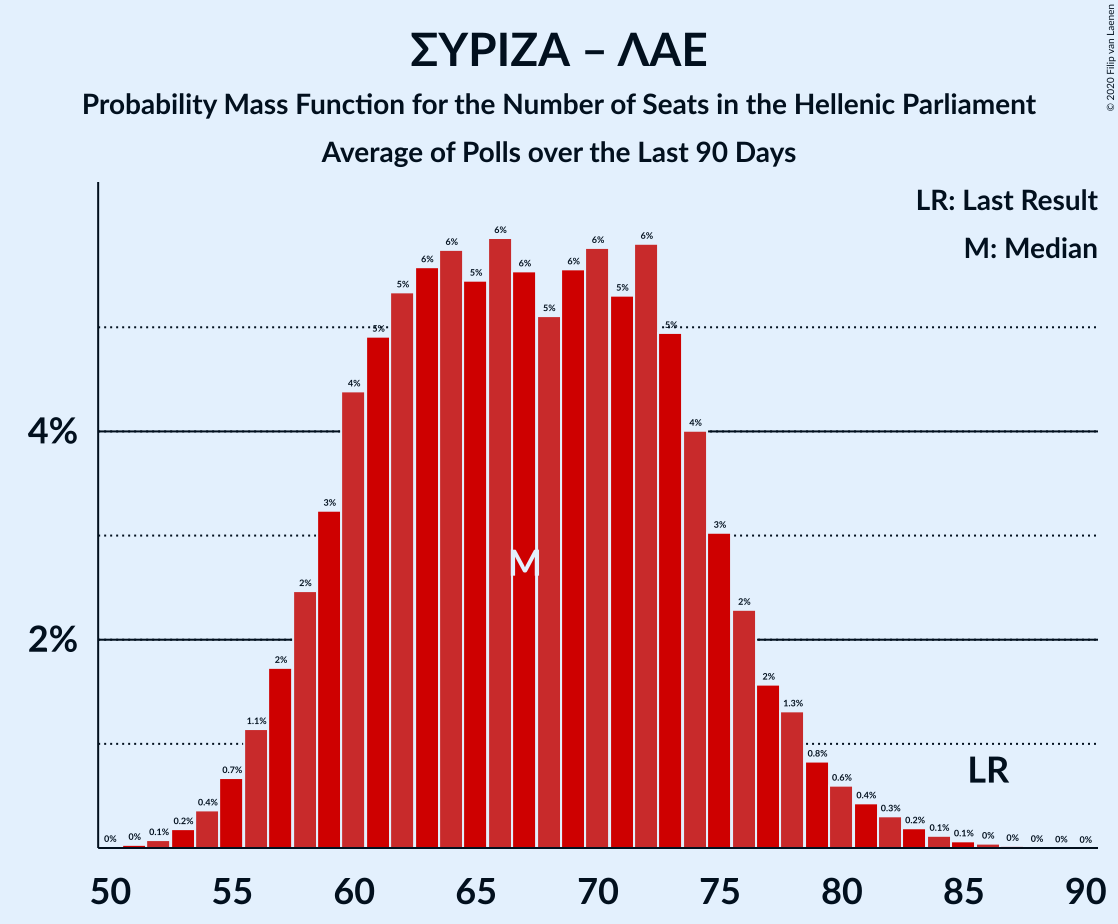 ΣΥΡΙΖΑ – ΛΑΕ
Probability Mass Function for the Number of Seats in the Hellenic Parliament
Average of Polls over the Last 90 Days
© 2020 Filip van Laenen
LR: Last Result
M: Median
4%
2%
0% 0% 0.1% 0.2% 0.4% 0.7% 1.1% 2% 2% 3% 4% 5% 5% 6% 6% 5% 6% 6% 5% 6% 6% 5% 6% 5% 4% 3% 2% 2% 1.3% 0.8% 0.6% 0.4% 0.3% 0.2% 0.1% 0.1% 0% 0% 0% 0% 0%
M
LR
50 55 60 65 70 75 80 85 90